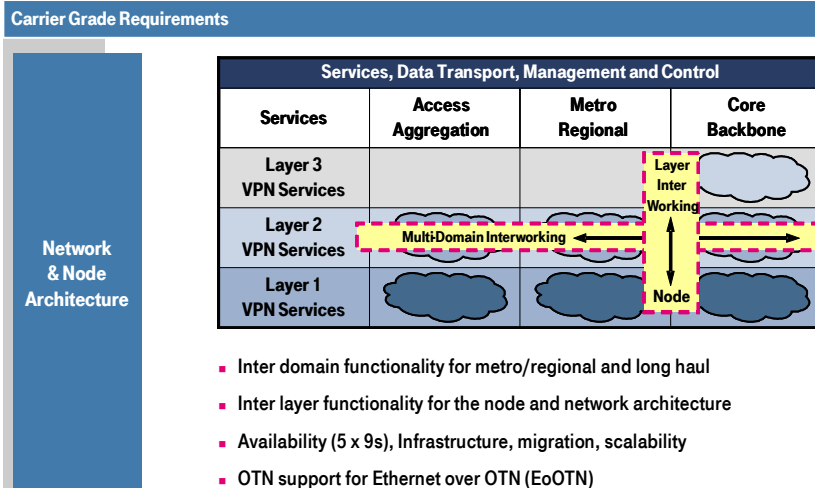 Carrier Grade Requirements
Network
& Node
Architecture
Services, Data Transport, Management and Control
Services
Access
Aggregation
Metro
Regional
Core
Backbone
Layer 3
VPN Services
Layer
Inter
Working
Layer 2
VPN Services
Multi-Domain Interworking
Layer 1
VPN Services
Node
Inter domain functionality for metro/regional and long haul
Inter layer functionality for the node and network architecture
Availability (5 x 9s), Infrastructure, migration, scalability
OTN support for Ethernet over OTN (EoOTN)